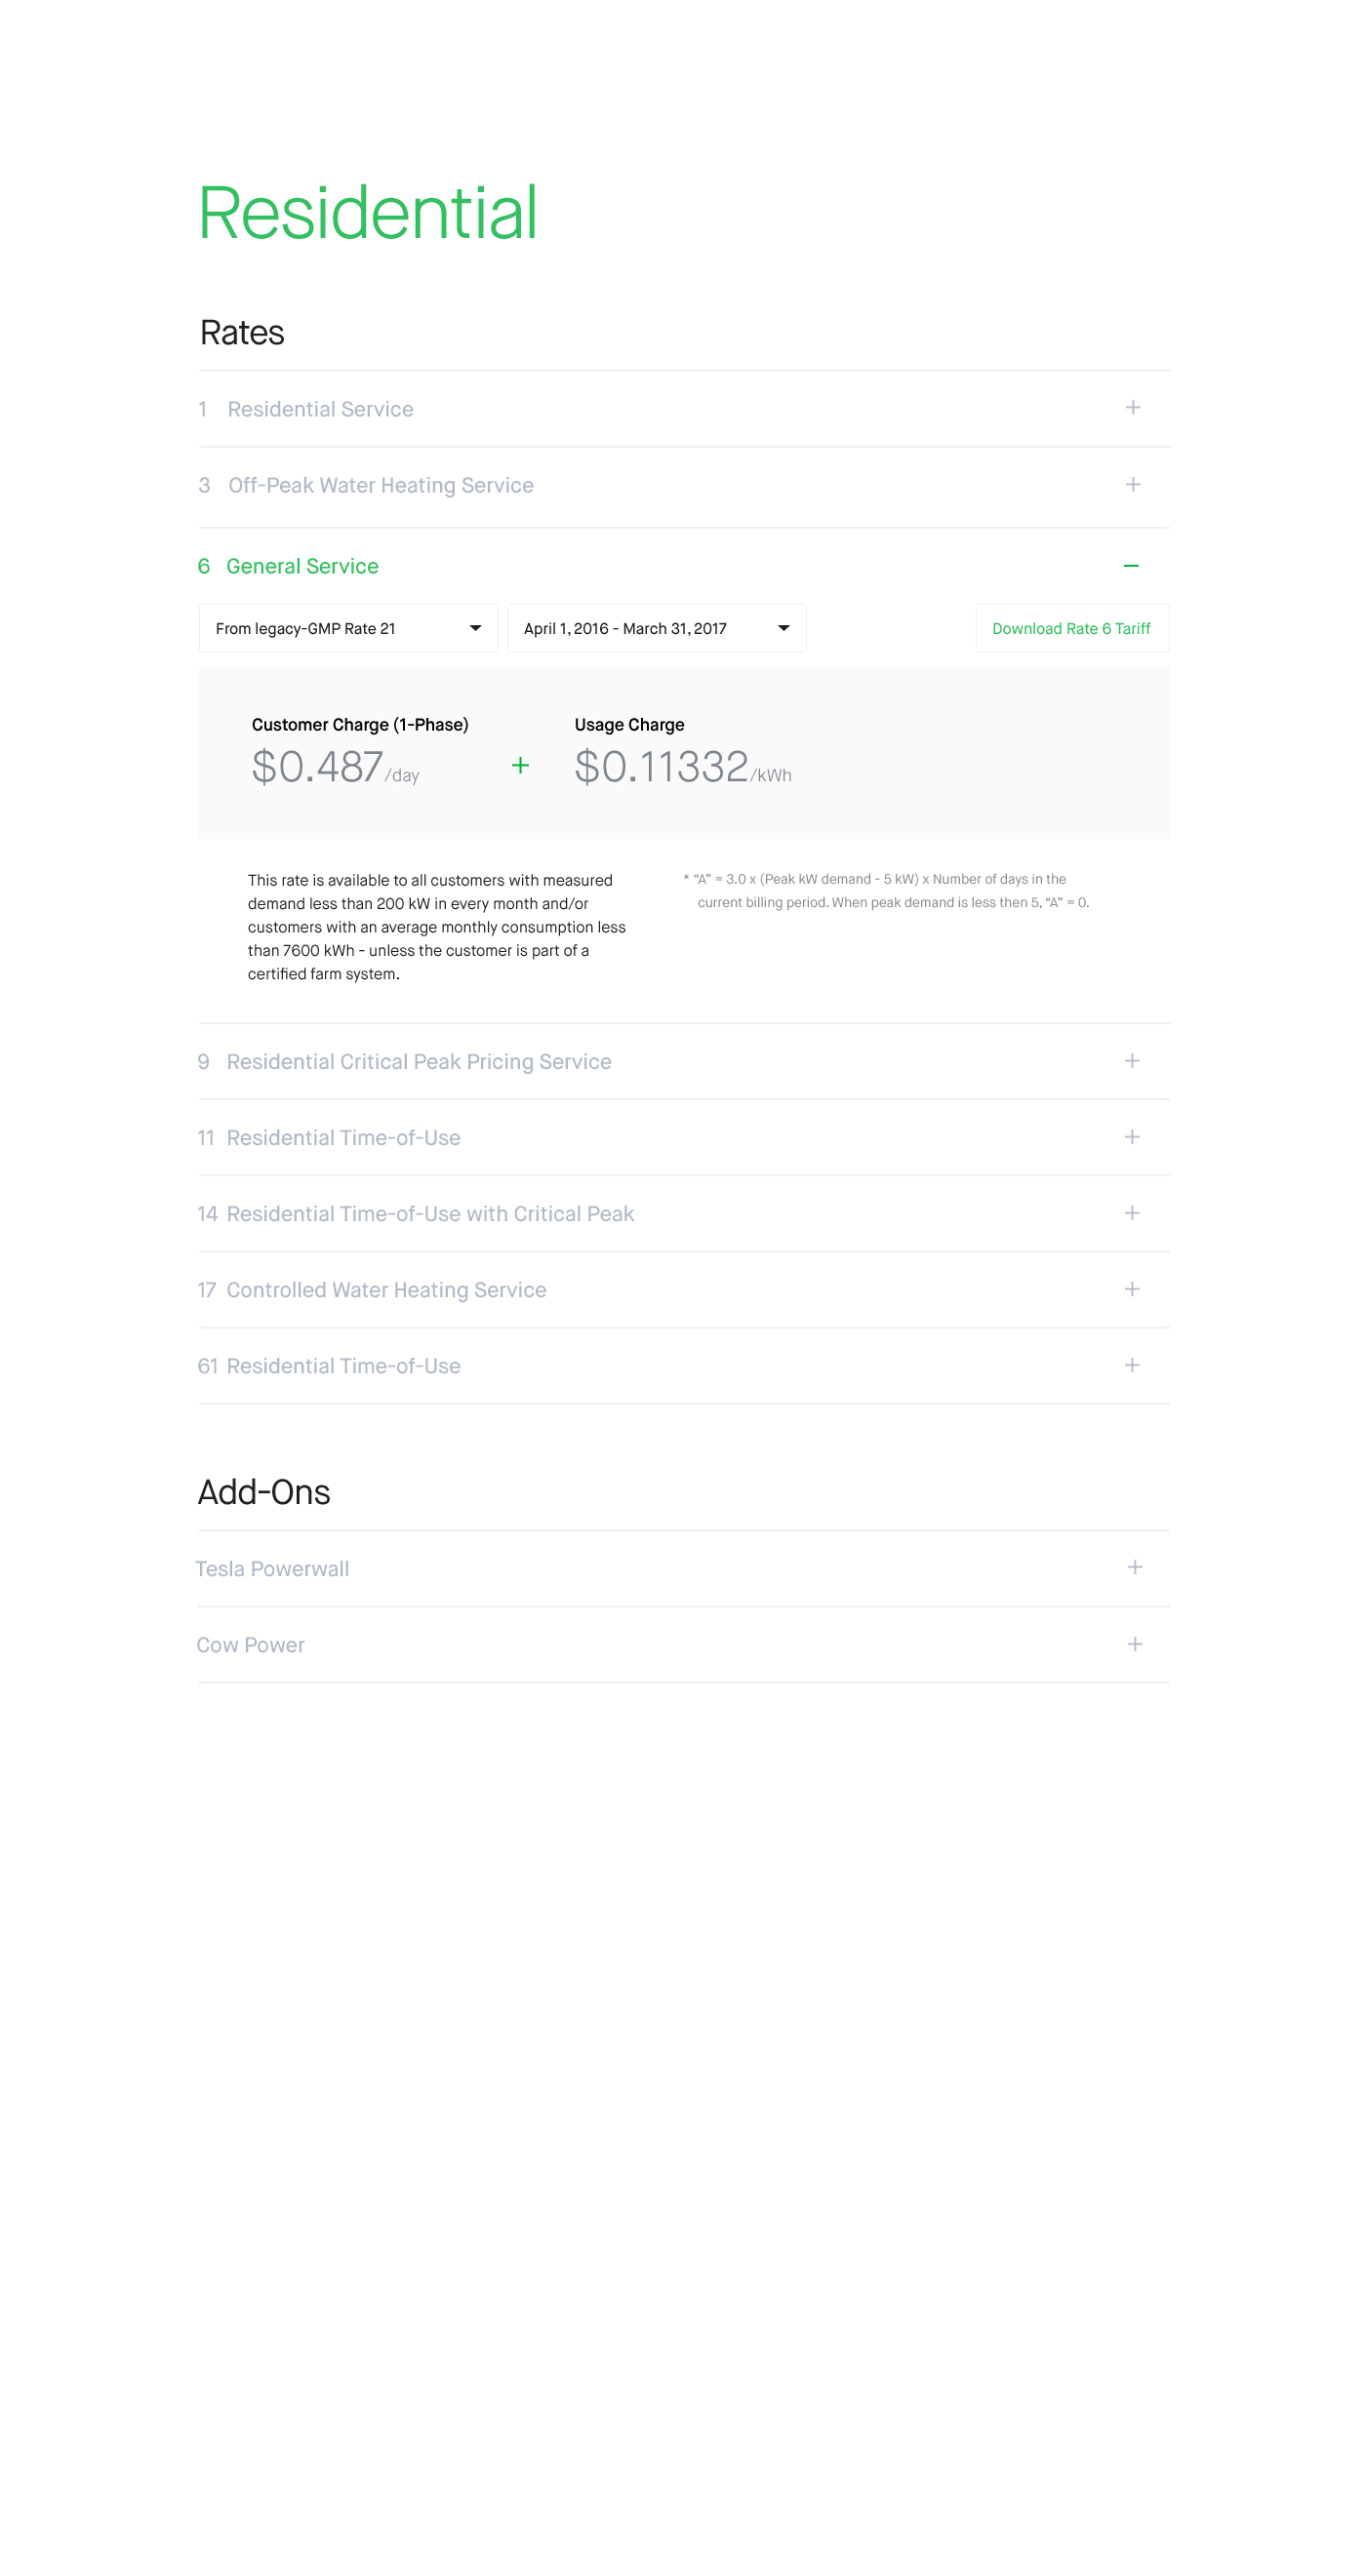 Residential
Rates
1 Residential Service +
3 Off-Peak Water Heating Service +
6 General Service −
From legacy-GMP Rate 21 April 1, 2016 - March 31, 2017 Download Rate 6 Tariff
Customer Charge (1-Phase) Usage Charge
$0.487/day + $0.11332/kWh
This rate is available to all customers with measured
demand less than 200 kW in every month and/or
customers with an average monthly consumption less
than 7600 kWh - unless the customer is part of a
certified farm system.
* “A” = 3.0 x (Peak kW demand - 5 kW) x Number of days in the
current billing period. When peak demand is less then 5, “A” = 0.
9 Residential Critical Peak Pricing Service +
11 Residential Time-of-Use +
14 Residential Time-of-Use with Critical Peak +
17 Controlled Water Heating Service +
61 Residential Time-of-Use +
Add-Ons
Tesla Powerwall +
Cow Power +